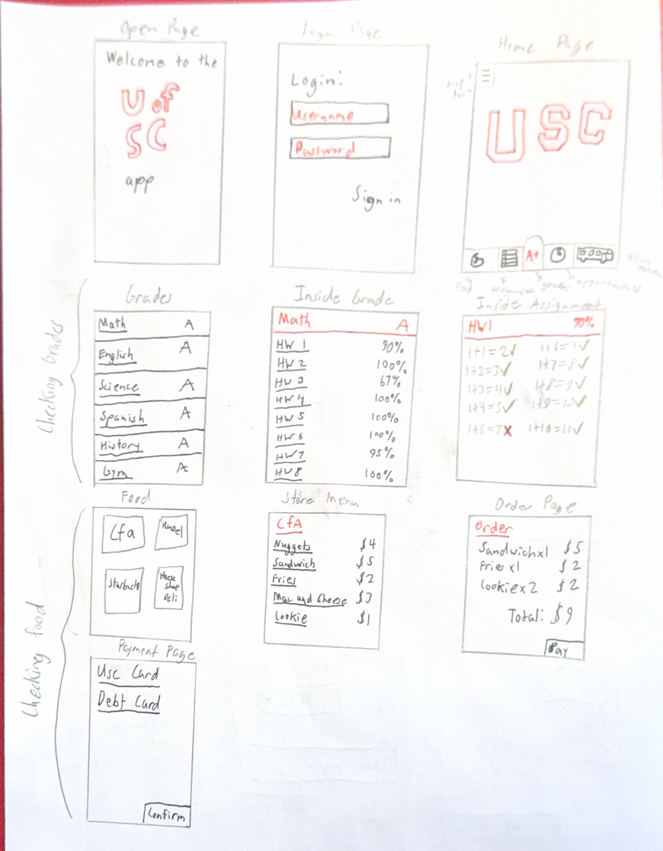 Open Page
Welcome to the
U of
SC
app
Login Page
Login:
Username
Password
Sign in
Home Page
USC
A+
food
assignments
grades
appointments
Checking Grades
Grades
Math A
English A
Science A
Spanish A
History A
Gym A
Inside Grade
Math A
HW 1 90%
HW 2 100%
HW 3 67%
HW 4 100%
HW 5 100%
HW 6 100%
HW 7 95%
HW 8 100%
Inside Assignment
HW1 90%
1+1=2✓ 1+6=7✓
1+2=3✓ 1+7=8✓
1+3=4✓ 1+8=9✓
1+4=5✓ 1+9=10✓
1+5=7✗ 1+10=11✓
Checking food
Food
Cfa
Russel
Starbucks
Horse
Shoe
Deli
Store Menu
CfA
Nuggets $4
Sandwich $5
Fries $2
Mac and Cheese $3
Cookie $1
Order Page
Order
Sandwich x1 $5
Fries x1 $2
Cookie x2 $2
Total: $9
Pay
Payment Page
Usc Card
Debt Card
Confirm